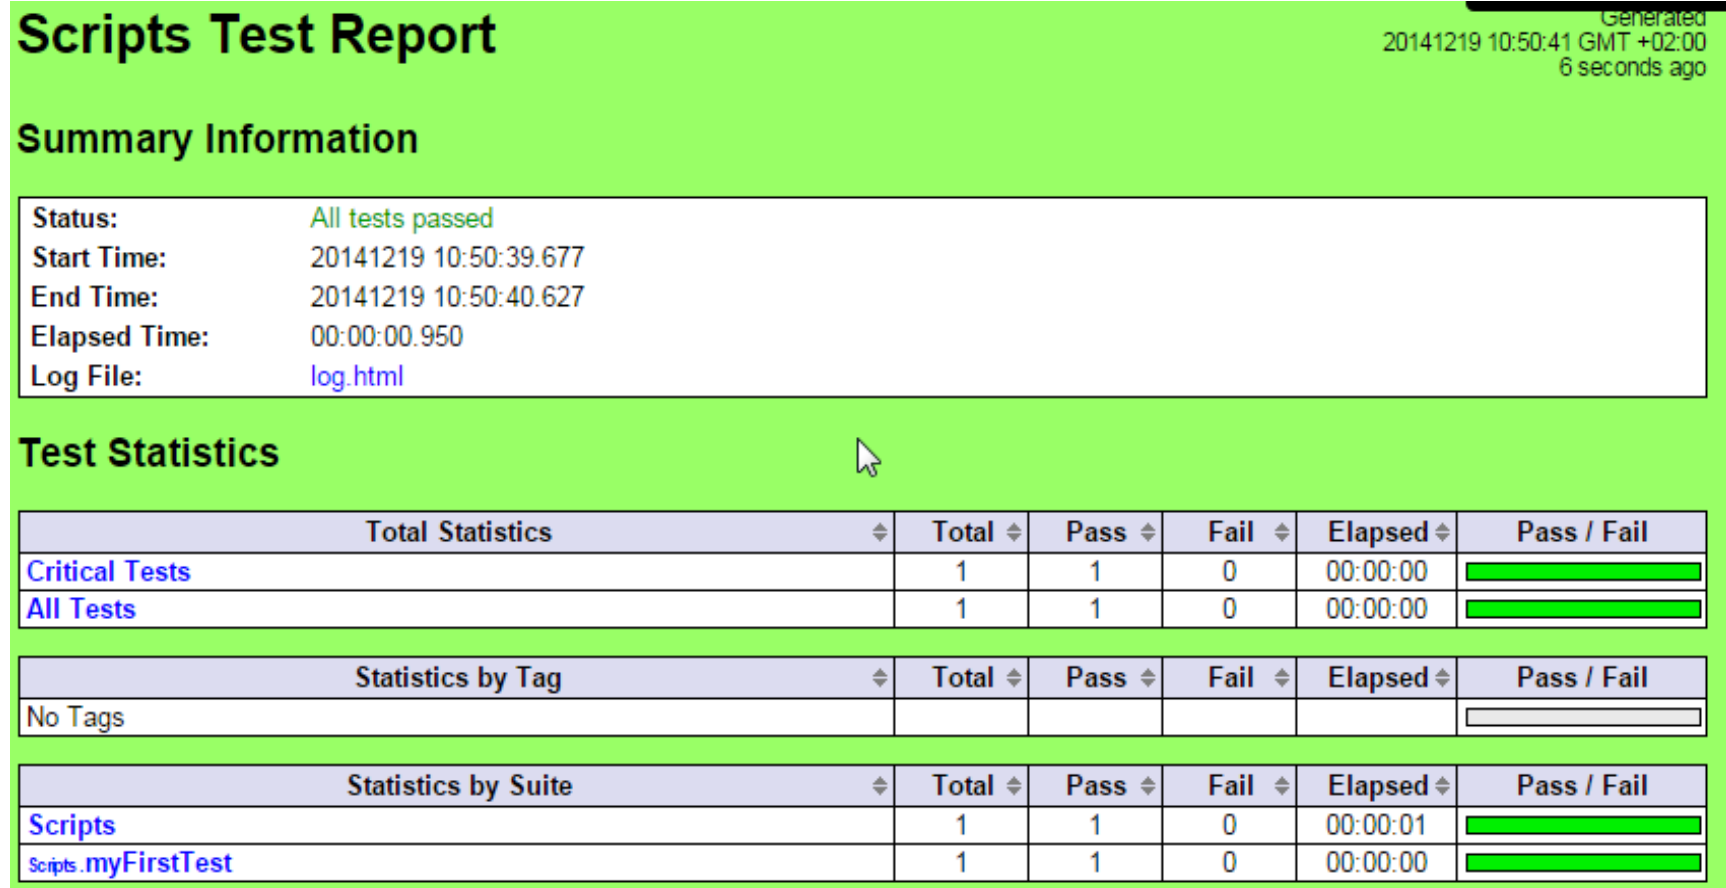 Scripts Test Report
Generated
20141219 10:50:41 GMT +02:00
6 seconds ago
Summary Information
Status: All tests passed
Start Time: 20141219 10:50:39.677
End Time: 20141219 10:50:40.627
Elapsed Time: 00:00:00.950
Log File: log.html
Test Statistics
Total Statistics Total Pass Fail Elapsed Pass / Fail
Critical Tests 1 1 0 00:00:00
All Tests 1 1 0 00:00:00
Statistics by Tag Total Pass Fail Elapsed Pass / Fail
No Tags
Statistics by Suite Total Pass Fail Elapsed Pass / Fail
Scripts 1 1 0 00:00:01
Scripts.myFirstTest 1 1 0 00:00:00